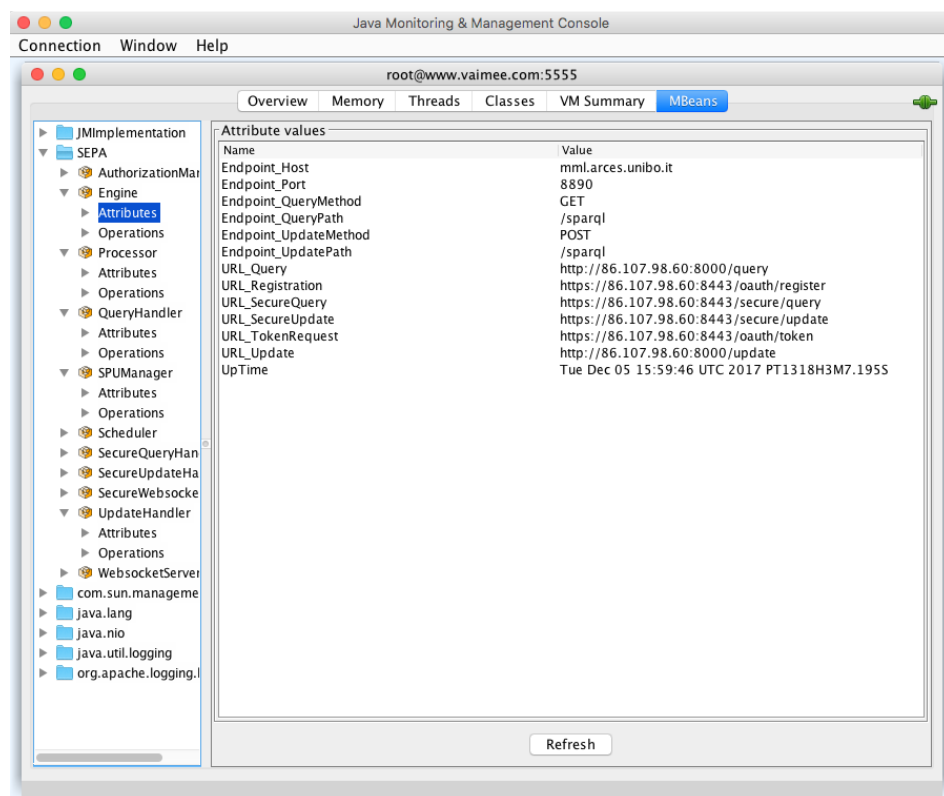 Java Monitoring & Management Console
Connection Window Help
root@www.vaimee.com:5555
Overview Memory Threads Classes VM Summary MBeans
JMImplementation
SEPA
AuthorizationMar
Engine
Attributes
Operations
Processor
Attributes
Operations
QueryHandler
Attributes
Operations
SPUManager
Attributes
Operations
Scheduler
SecureQueryHan
SecureUpdateHa
SecureWebsocke
UpdateHandler
Attributes
Operations
WebsocketServer
com.sun.manageme
java.lang
java.nio
java.util.logging
org.apache.logging.l
Attribute values
Name Value
Endpoint_Host mml.arces.unibo.it
Endpoint_Port 8890
Endpoint_QueryMethod GET
Endpoint_QueryPath /sparql
Endpoint_UpdateMethod POST
Endpoint_UpdatePath /sparql
URL_Query http://86.107.98.60:8000/query
URL_Registration https://86.107.98.60:8443/oauth/register
URL_SecureQuery https://86.107.98.60:8443/secure/query
URL_SecureUpdate https://86.107.98.60:8443/secure/update
URL_TokenRequest https://86.107.98.60:8443/oauth/token
URL_Update http://86.107.98.60:8000/update
UpTime Tue Dec 05 15:59:46 UTC 2017 PT1318H3M7.195S
Refresh